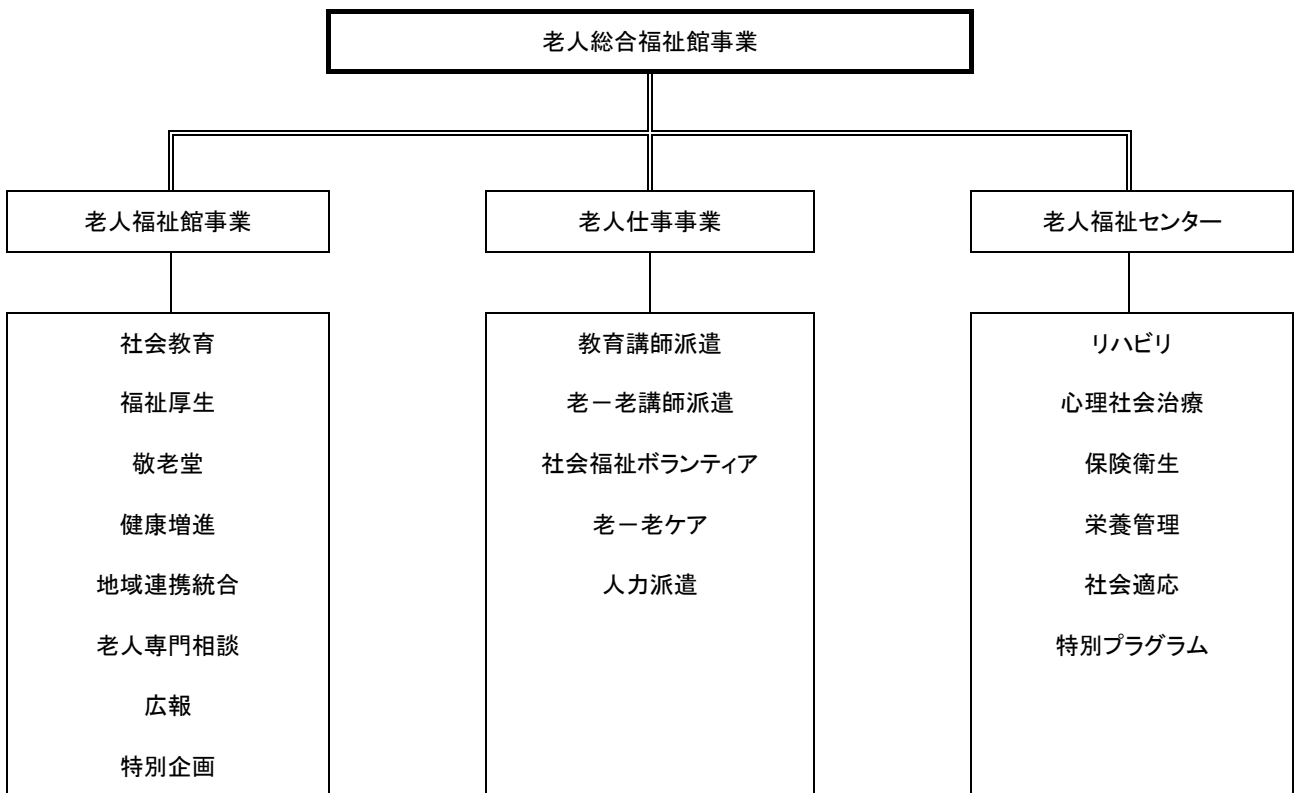 老人総合福祉館事業
老人福祉館事業
老人仕事事業
老人福祉センター
社会教育
福祉厚生
敬老堂
健康増進
地域連携統合
老人専門相談
広報
特別企画
教育講師派遣
老－老講師派遣
社会福祉ボランティア
老－老ケア
人力派遣
リハビリ
心理社会治療
保険衛生
栄養管理
社会適応
特別プラグラム